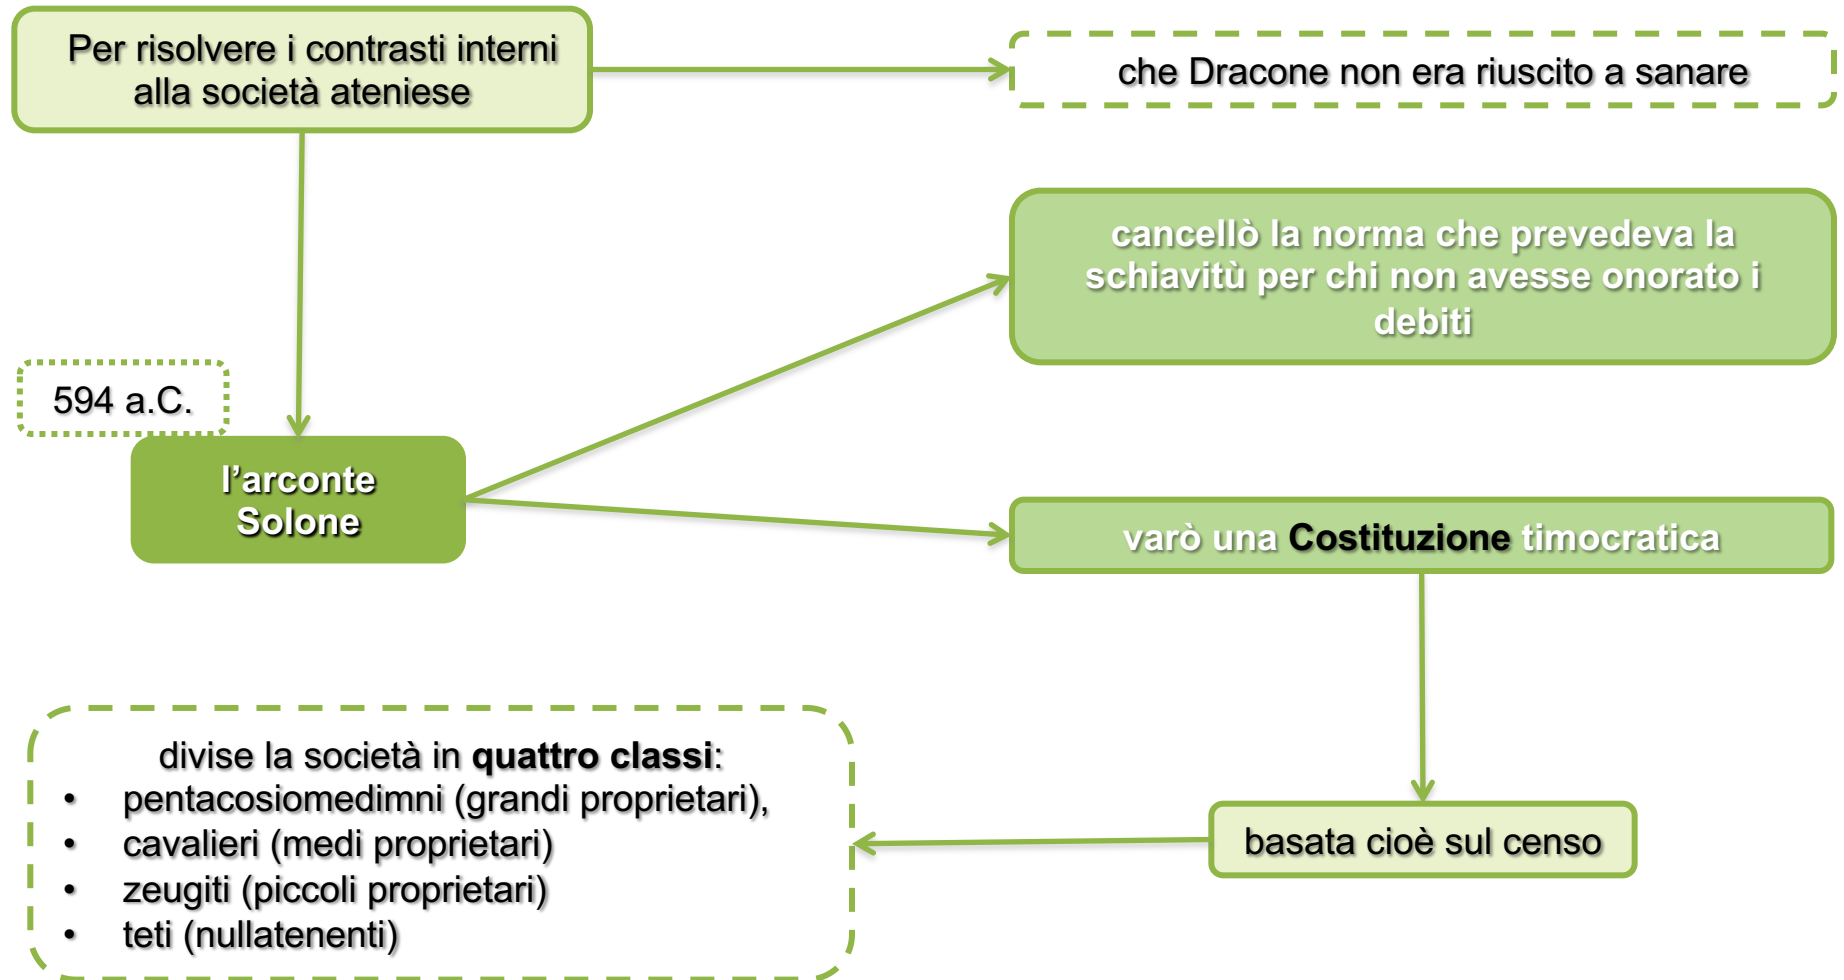 Per risolvere i contrasti interni
alla società ateniese
che Dracone non era riuscito a sanare
cancellò la norma che prevedeva la
schiavitù per chi non avesse onorato i
debiti
594 a.C.
l’arconte
Solone
varò una Costituzione timocratica
divise la società in quattro classi:
• pentacosiomedimni (grandi proprietari),
• cavalieri (medi proprietari)
• zeugiti (piccoli proprietari)
• teti (nullatenenti)
basata cioè sul censo